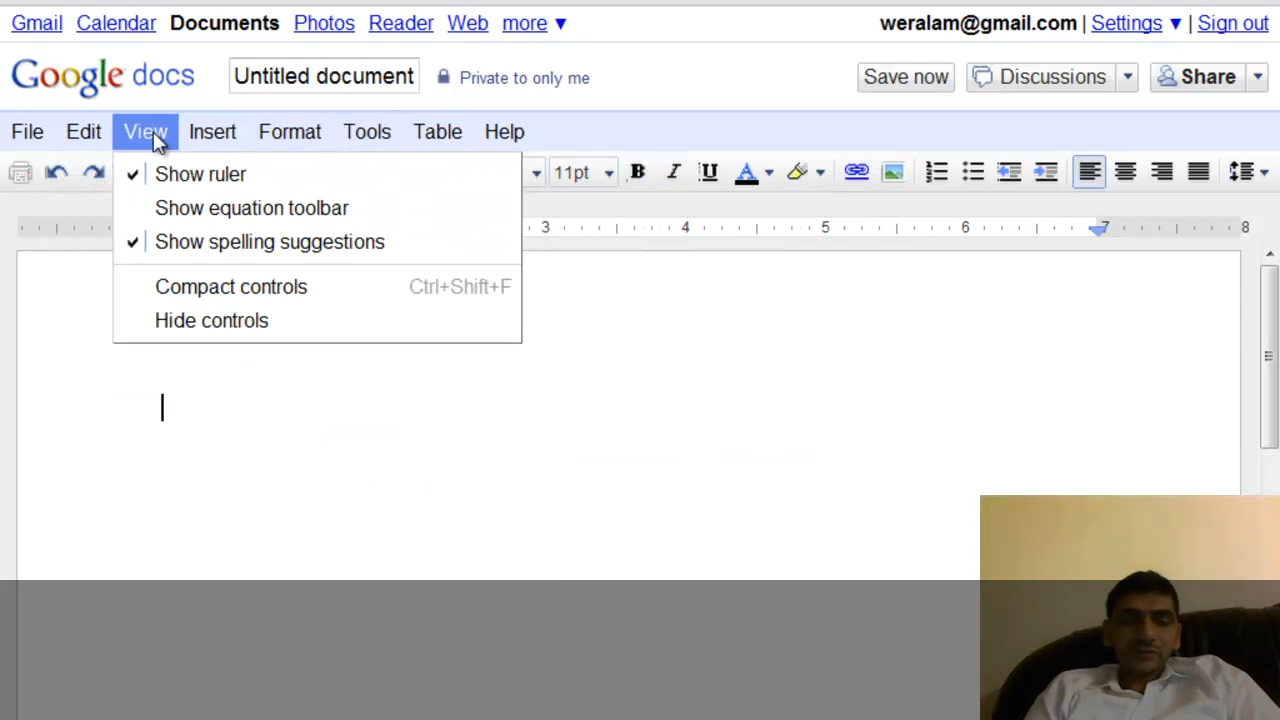 Gmail Calendar Documents Photos Reader Web more ▼ weralam@gmail.com | Settings ▼ | Sign out
Google docs Untitled document Private to only me Save now Discussions Share
File Edit View Insert Format Tools Table Help
11pt B I U A
✔ Show ruler
Show equation toolbar
✔ Show spelling suggestions
Compact controls Ctrl+Shift+F
Hide controls
3 4 5 6 7 8